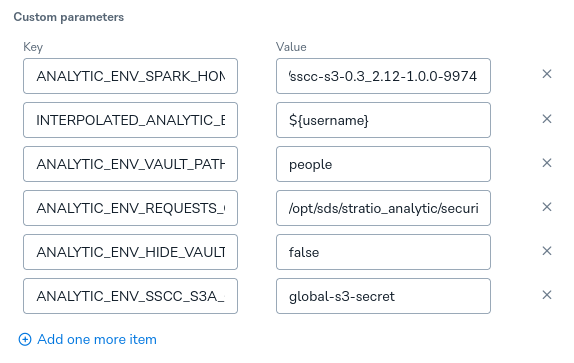 Custom parameters
Key Value
ANALYTIC_ENV_SPARK_HOM /sscc-s3-0.3_2.12-1.0.0-9974
INTERPOLATED_ANALYTIC_E ${username}
ANALYTIC_ENV_VAULT_PATH people
ANALYTIC_ENV_REQUESTS_ /opt/sds/stratio_analytic/securi
ANALYTIC_ENV_HIDE_VAULT false
ANALYTIC_ENV_SSCC_S3A_ global-s3-secret
Add one more item